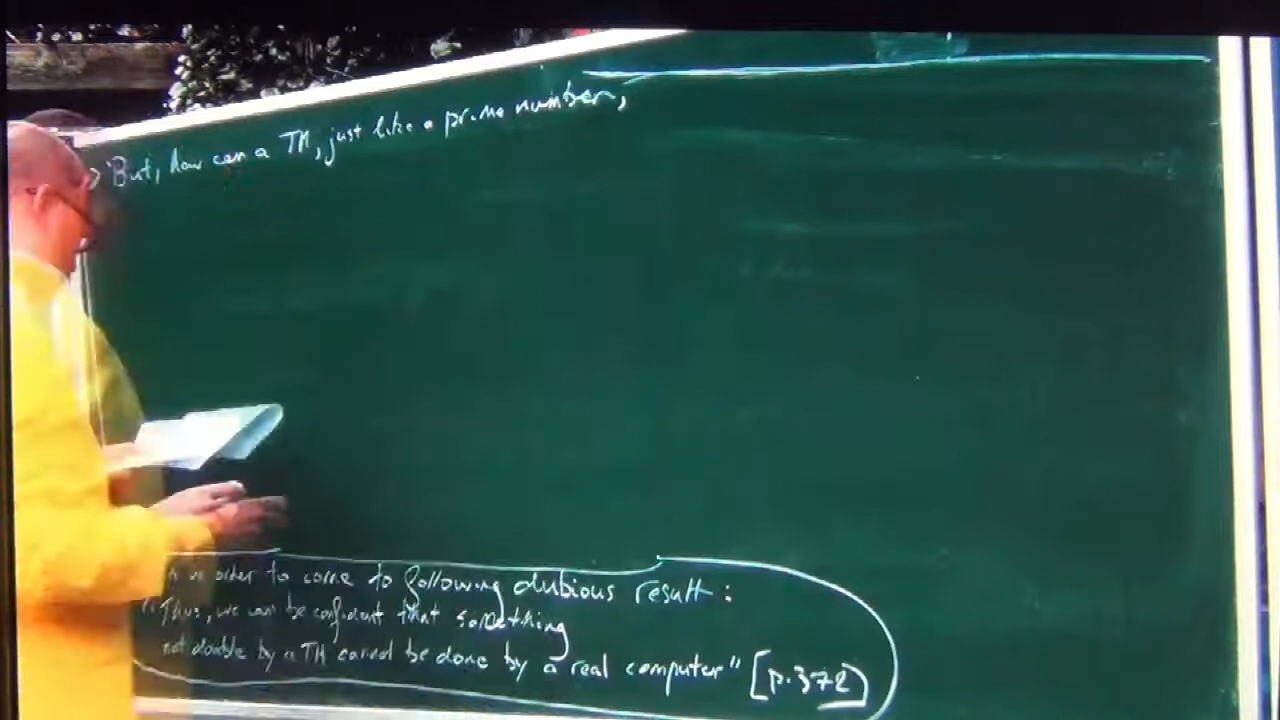 "But, how can a TM, just like a prime number,
in order to come to following dubious result:
"Thus, we can be confident that something
not doable by a TM cannot be done by a real computer" [p.372]